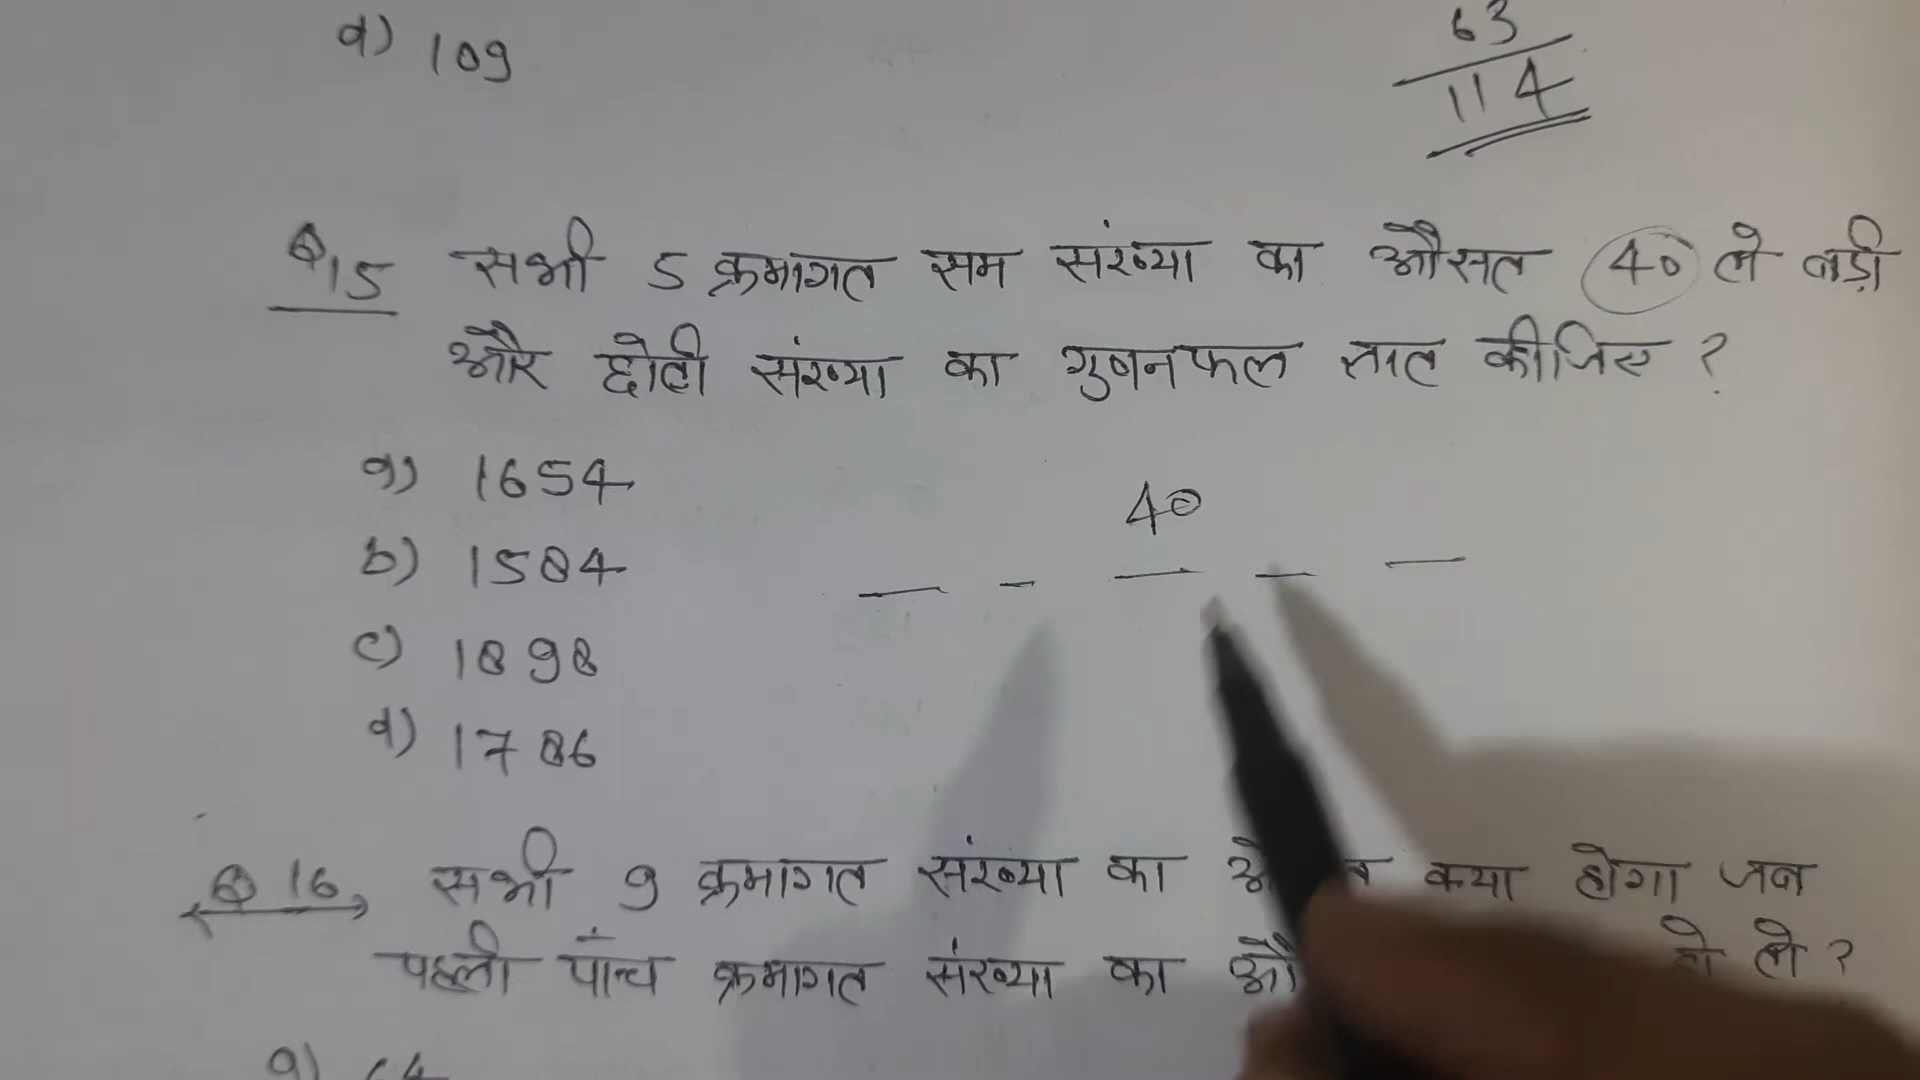 d) 109
63
114
Q15 सभी 5 क्रमागत सम संख्या का औसत 40 ले बड़ी
और छोटी संख्या का गुणनफल ज्ञात कीजिए ?
a) 1654
40
b) 1584
c) 1898
d) 1786
Q 16, सभी 9 क्रमागत संख्या का क्या होगा जब
पहली पांच क्रमागत संख्या का हो ले ?
a)